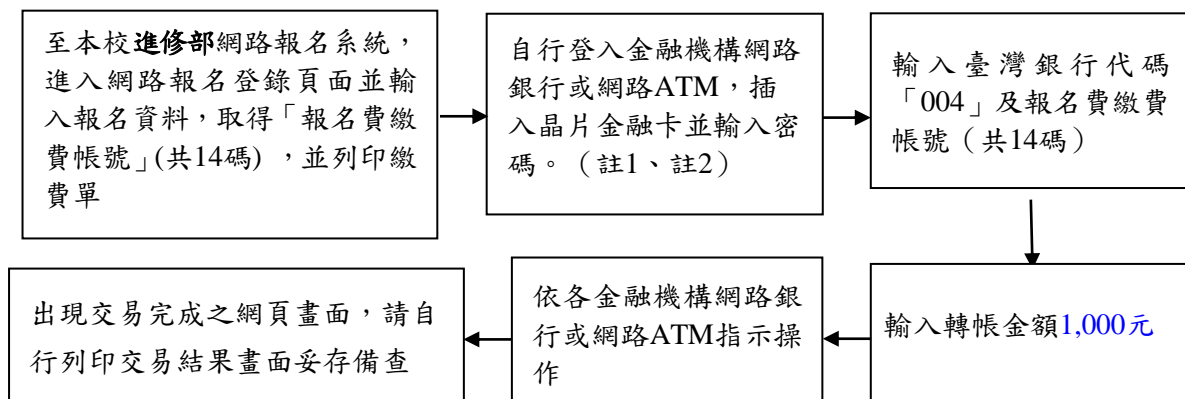 至本校進修部網路報名系統，
進入網路報名登錄頁面並輸
入報名資料，取得「報名費繳
費帳號」(共14碼) ，並列印繳
費單
自行登入金融機構網路
銀行或網路ATM，插
入晶片金融卡並輸入密
碼。（註1、註2）
輸入臺灣銀行代碼
「004」及報名費繳費
帳號（共14碼）
輸入轉帳金額1,000元
依各金融機構網路銀
行或網路ATM指示操
作
出現交易完成之網頁畫面，請自
行列印交易結果畫面妥存備查